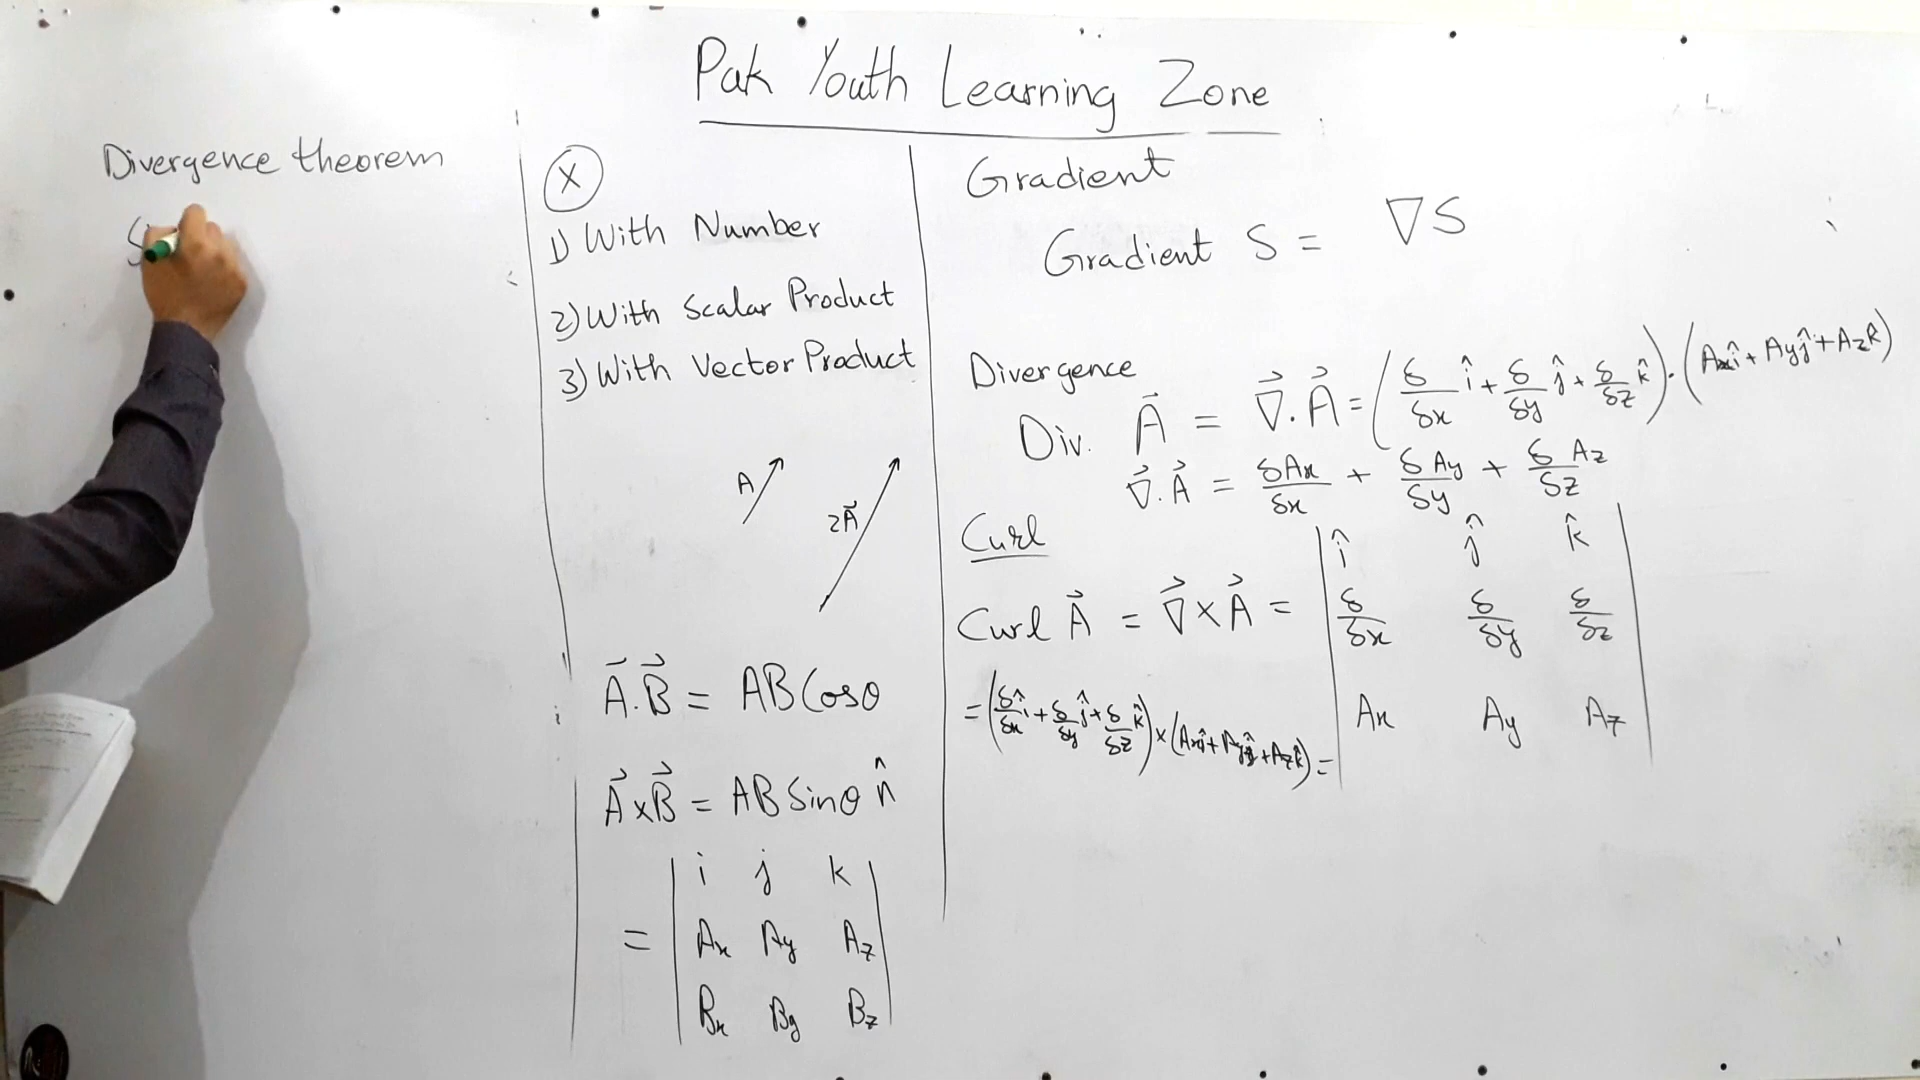 Pak Youth Learning Zone
Divergence theorem
S
X
1) With Number
2) With Scalar Product
3) With Vector Product
A
2A⃗
A⃗.B⃗ = AB Cosθ
A⃗×B⃗ = AB Sinθ n̂
= | i j k |
| Ax Ay Az |
| Bx By Bz |
Gradient
Gradient S = ∇S
Divergence
Div. A⃗ = ∇⃗.A⃗ = (δ/δx î + δ/δy ĵ + δ/δz k̂).(Axî + Ayĵ + Azk̂)
∇⃗.A⃗ = δAx/δx + δAy/δy + δAz/δz
Curl
Curl A⃗ = ∇⃗×A⃗ = | î ĵ k̂ |
| δ/δx δ/δy δ/δz |
| Ax Ay Az |
= (δ/δx î + δ/δy ĵ + δ/δz k̂) × (Axî + Ayĵ + Azk̂) =